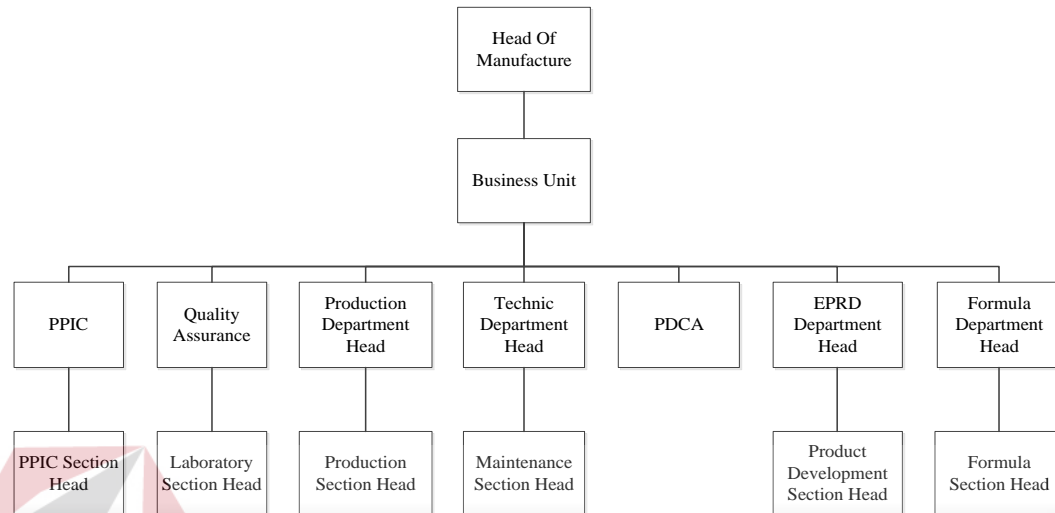 Head Of
Manufacture
Business Unit
PPIC
Quality
Assurance
Production
Department
Head
Technic
Department
Head
PDCA
EPRD
Department
Head
Formula
Department
Head
PPIC Section
Head
Laboratory
Section Head
Production
Section Head
Maintenance
Section Head
Product
Development
Section Head
Formula
Section Head